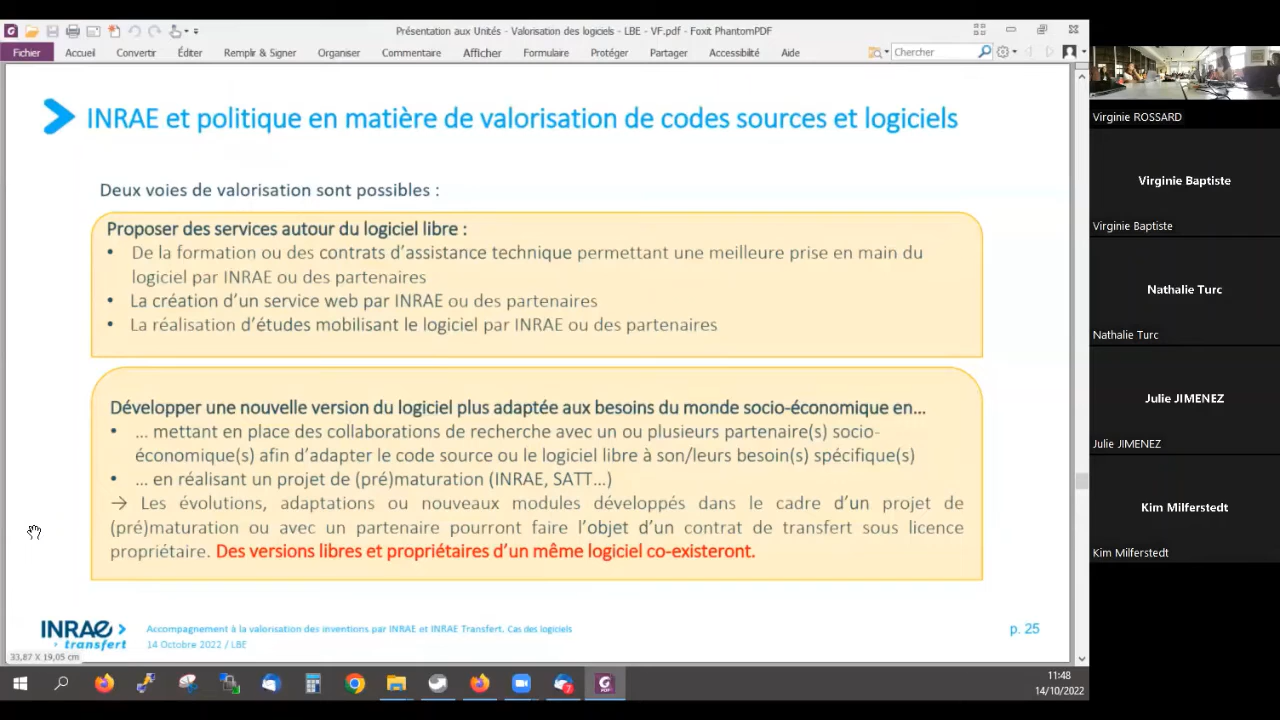 Présentation aux Unités - Valorisation des logiciels - LBE - VF.pdf - Foxit PhantomPDF
Fichier Accueil Convertir Éditer Remplir & Signer Organiser Commentaire Afficher Formulaire Protéger Partager Accessibilité Aide Chercher
INRAE et politique en matière de valorisation de codes sources et logiciels
Deux voies de valorisation sont possibles :
Proposer des services autour du logiciel libre :
• De la formation ou des contrats d'assistance technique permettant une meilleure prise en main du
logiciel par INRAE ou des partenaires
• La création d'un service web par INRAE ou des partenaires
• La réalisation d'études mobilisant le logiciel par INRAE ou des partenaires
Développer une nouvelle version du logiciel plus adaptée aux besoins du monde socio-économique en...
• ... mettant en place des collaborations de recherche avec un ou plusieurs partenaire(s) socio-
économique(s) afin d'adapter le code source ou le logiciel libre à son/leurs besoin(s) spécifique(s)
• ... en réalisant un projet de (pré)maturation (INRAE, SATT...)
→ Les évolutions, adaptations ou nouveaux modules développés dans le cadre d'un projet de
(pré)maturation ou avec un partenaire pourront faire l'objet d'un contrat de transfert sous licence
propriétaire. Des versions libres et propriétaires d'un même logiciel co-existeront.
INRAE
transfert
Accompagnement à la valorisation des inventions par INRAE et INRAE Transfert. Cas des logiciels
14 Octobre 2022 / LBE
p. 25
33,87 X 19,05 cm
11:48
14/10/2022
Virginie ROSSARD
Virginie Baptiste
Virginie Baptiste
Nathalie Turc
Nathalie Turc
Julie JIMENEZ
Julie JIMENEZ
Kim Milferstedt
Kim Milferstedt